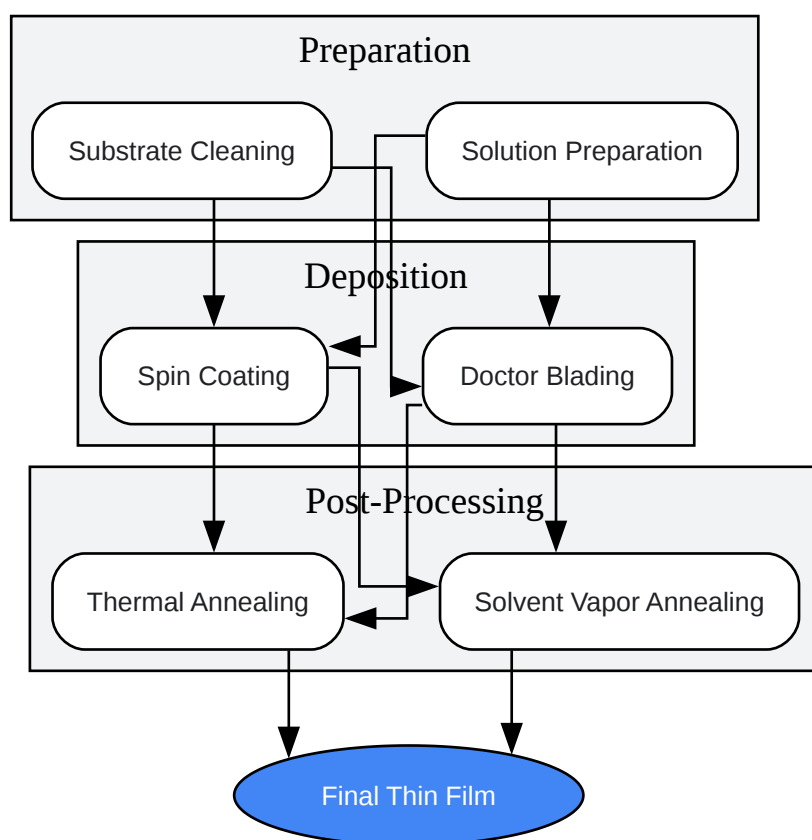 Preparation
Substrate Cleaning
Solution Preparation
Deposition
Spin Coating
Doctor Blading
Post-Processing
Thermal Annealing
Solvent Vapor Annealing
Final Thin Film